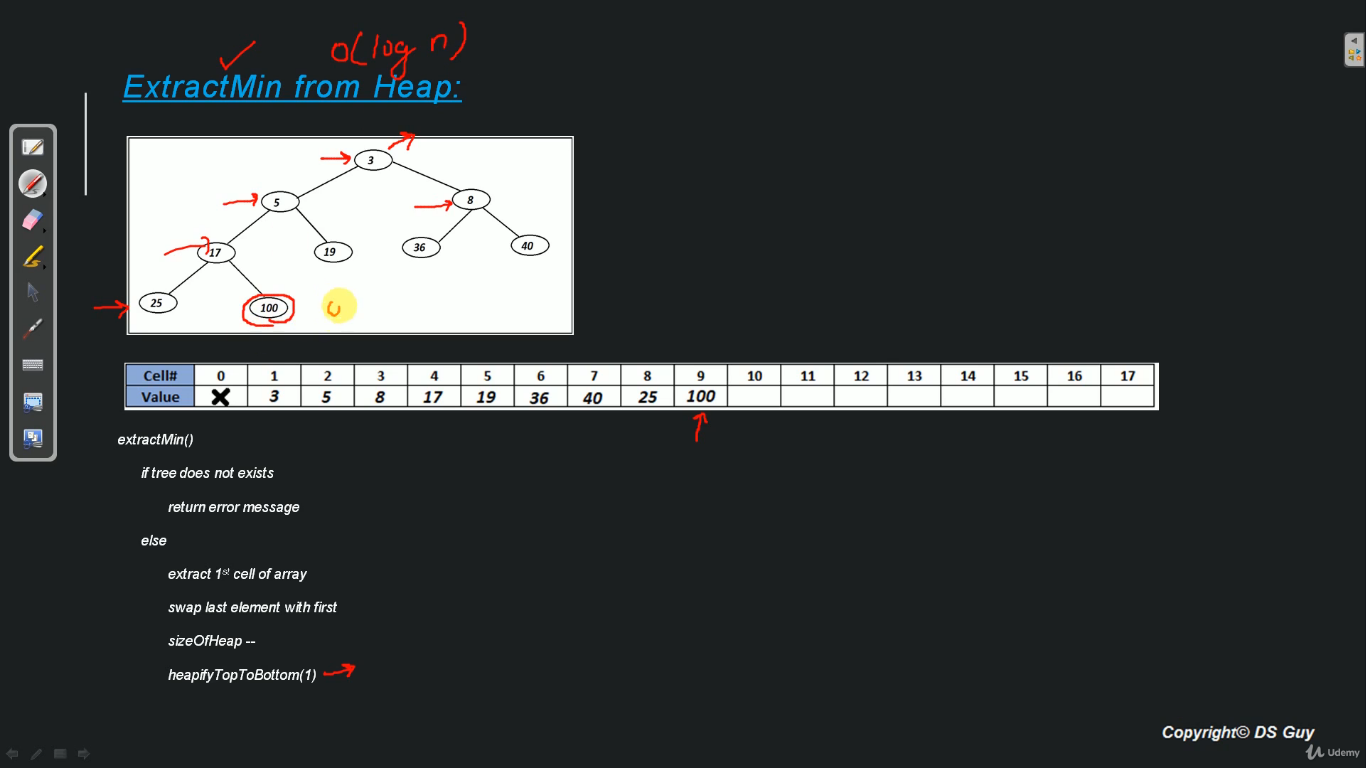 O(log n)
ExtractMin from Heap:
3
5
8
17
19
36
40
25
100
Cell# 0 1 2 3 4 5 6 7 8 9 10 11 12 13 14 15 16 17
Value X 3 5 8 17 19 36 40 25 100
extractMin()
if tree does not exists
return error message
else
extract 1st cell of array
swap last element with first
sizeOfHeap --
heapifyTopToBottom(1)
Copyright© DS Guy
Udemy